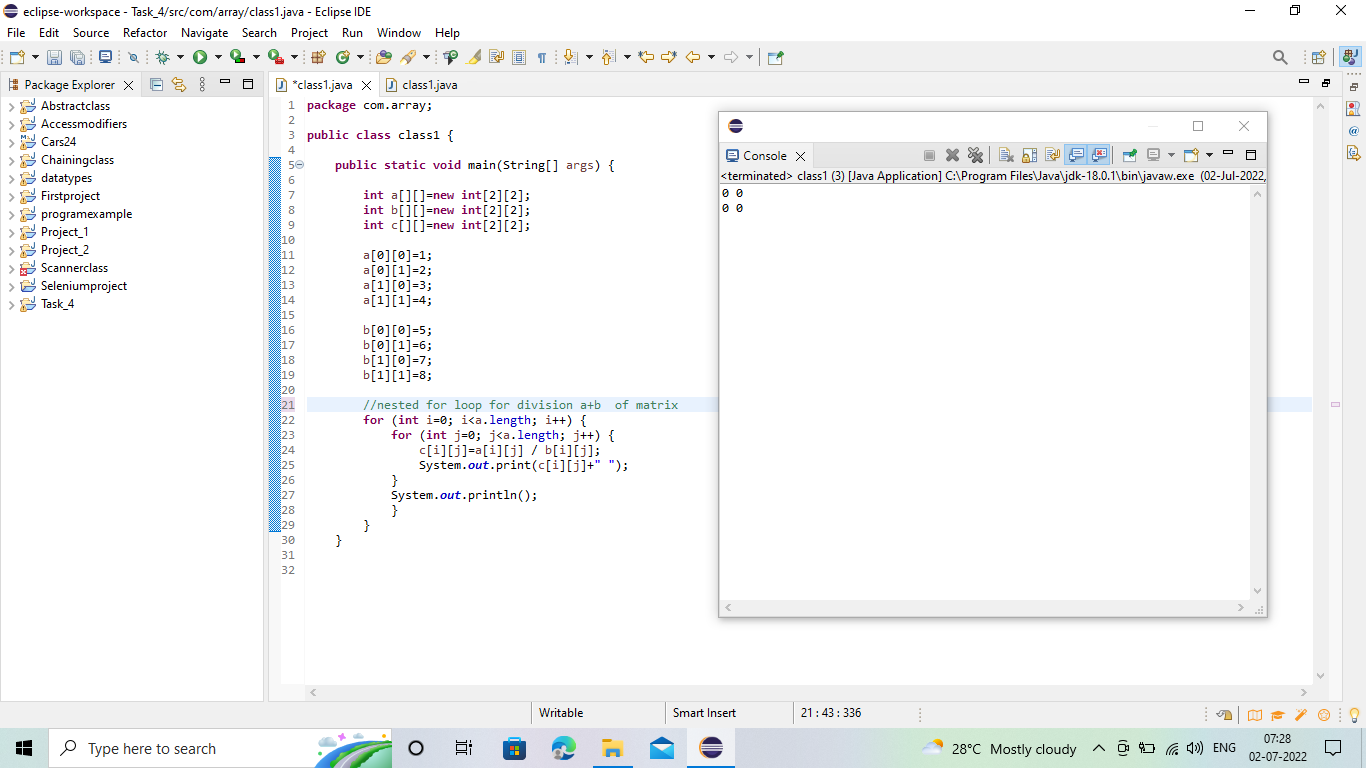 eclipse-workspace - Task_4/src/com/array/class1.java - Eclipse IDE
File Edit Source Refactor Navigate Search Project Run Window Help
Package Explorer
*class1.java
class1.java
Abstractclass
Accessmodifiers
Cars24
Chainingclass
datatypes
Firstproject
programexample
Project_1
Project_2
Scannerclass
Seleniumproject
Task_4
1 package com.array;
2
3 public class class1 {
4
5 public static void main(String[] args) {
6
7 int a[][]=new int[2][2];
8 int b[][]=new int[2][2];
9 int c[][]=new int[2][2];
10
11 a[0][0]=1;
12 a[0][1]=2;
13 a[1][0]=3;
14 a[1][1]=4;
15
16 b[0][0]=5;
17 b[0][1]=6;
18 b[1][0]=7;
19 b[1][1]=8;
20
21 //nested for loop for division a+b  of matrix
22 for (int i=0; i<a.length; i++) {
23 for (int j=0; j<a.length; j++) {
24 c[i][j]=a[i][j] / b[i][j];
25 System.out.print(c[i][j]+" ");
26 }
27 System.out.println();
28 }
29 }
30 }
31
32
Console
<terminated> class1 (3) [Java Application] C:\Program Files\Java\jdk-18.0.1\bin\javaw.exe (02-Jul-2022,
0 0
0 0
Writable
Smart Insert
21 : 43 : 336
Type here to search
28°C Mostly cloudy
ENG
07:28
02-07-2022